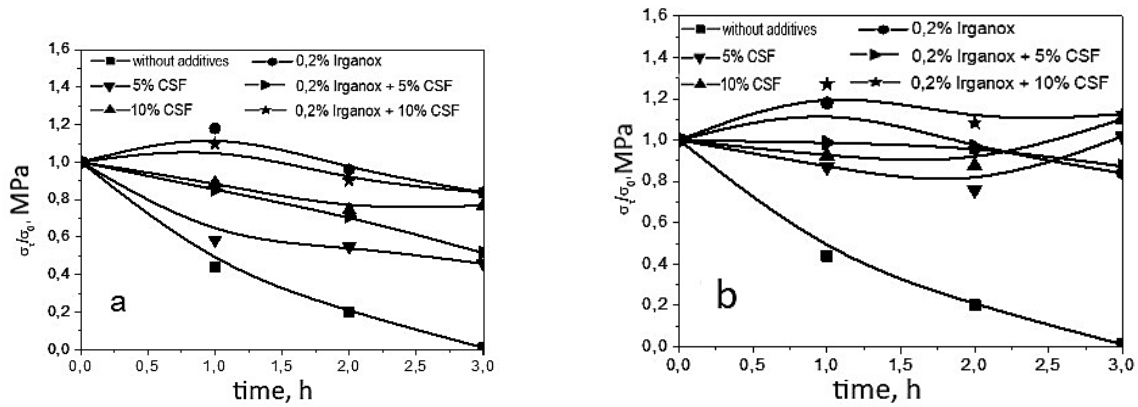 1,6
1,4
1,2
1,0
0,8
0,6
0,4
0,2
0,0
σt/σ0, MPa
without additives
0,2% Irganox
5% CSF
0,2% Irganox + 5% CSF
10% CSF
0,2% Irganox + 10% CSF
a
0,0 0,5 1,0 1,5 2,0 2,5 3,0
time, h
1,6
1,4
1,2
1,0
0,8
0,6
0,4
0,2
0,0
σt/σ0, MPa
without additives
0,2% Irganox
5% CSF
0,2% Irganox + 5% CSF
10% CSF
0,2% Irganox + 10% CSF
b
0,0 0,5 1,0 1,5 2,0 2,5 3,0
time, h